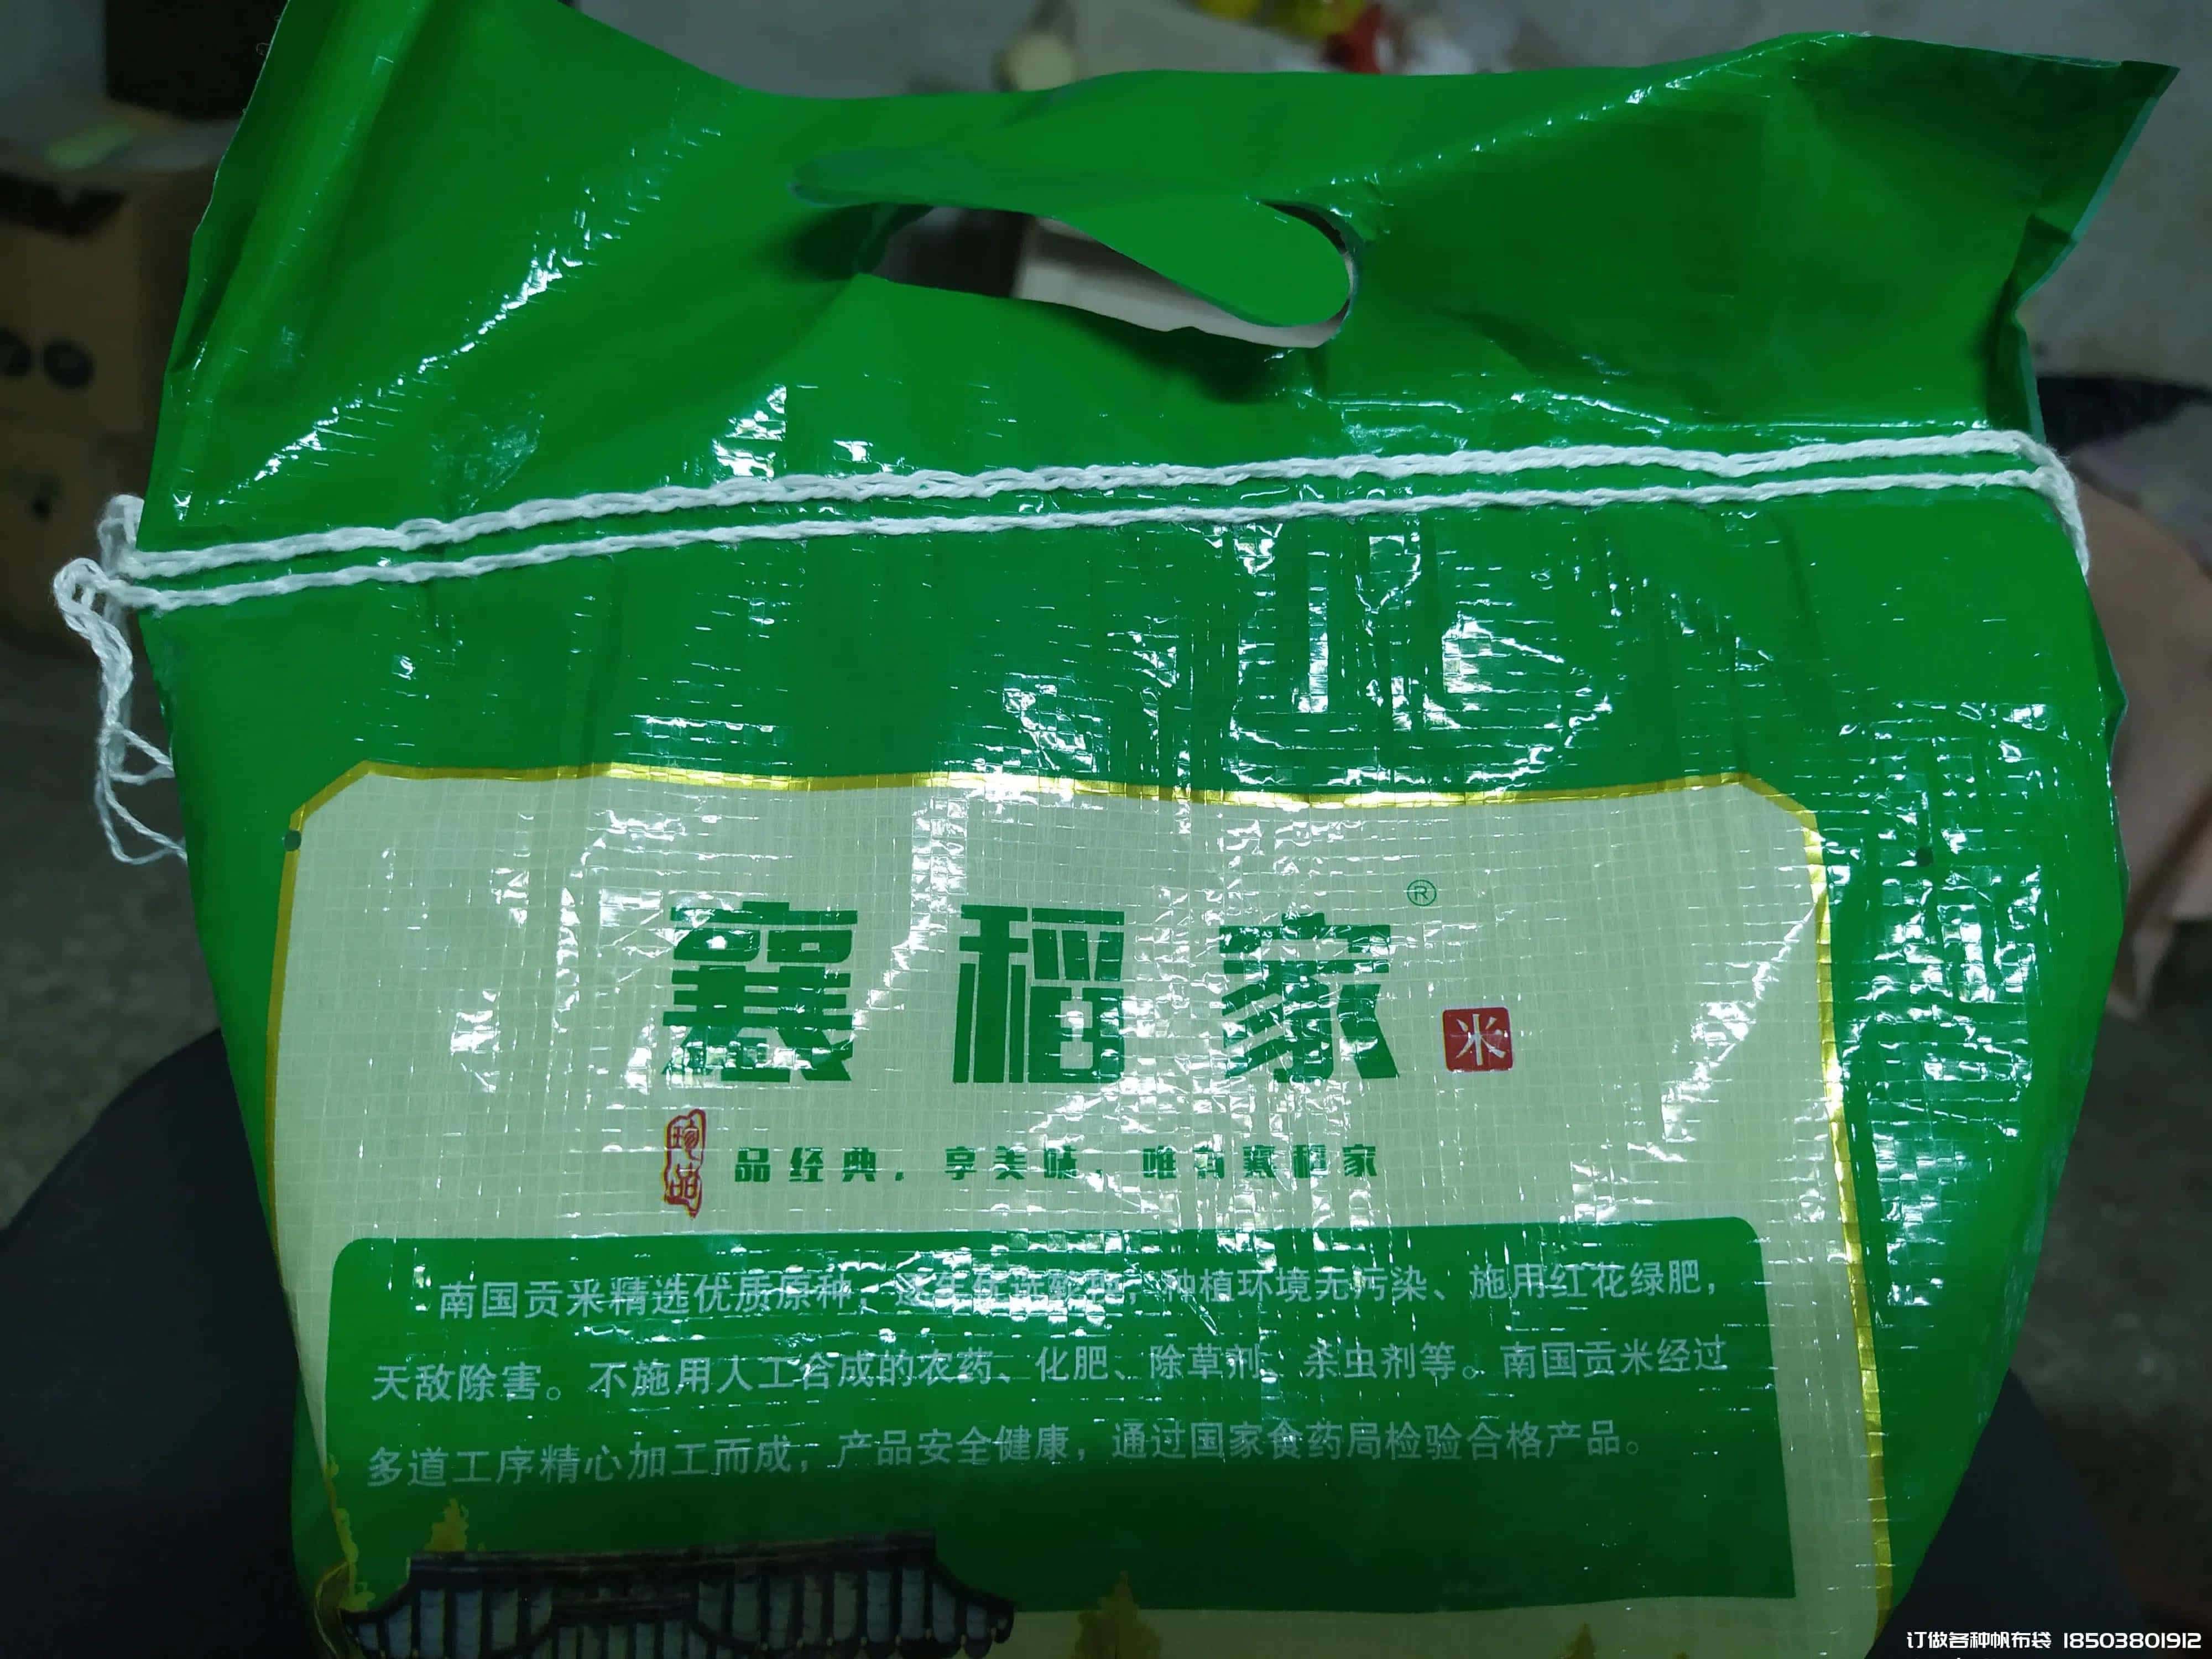 襄稻家®
米
珍品
品经典，享美味，唯有襄稻家
南国贡米精选优质原种，种植环境无污染、施用红花绿肥，
天敌除害。不施用人工合成的农药、化肥、除草剂、杀虫剂等。南国贡米经过
多道工序精心加工而成，产品安全健康，通过国家食药局检验合格产品。
订做各种帆布袋 18503801912